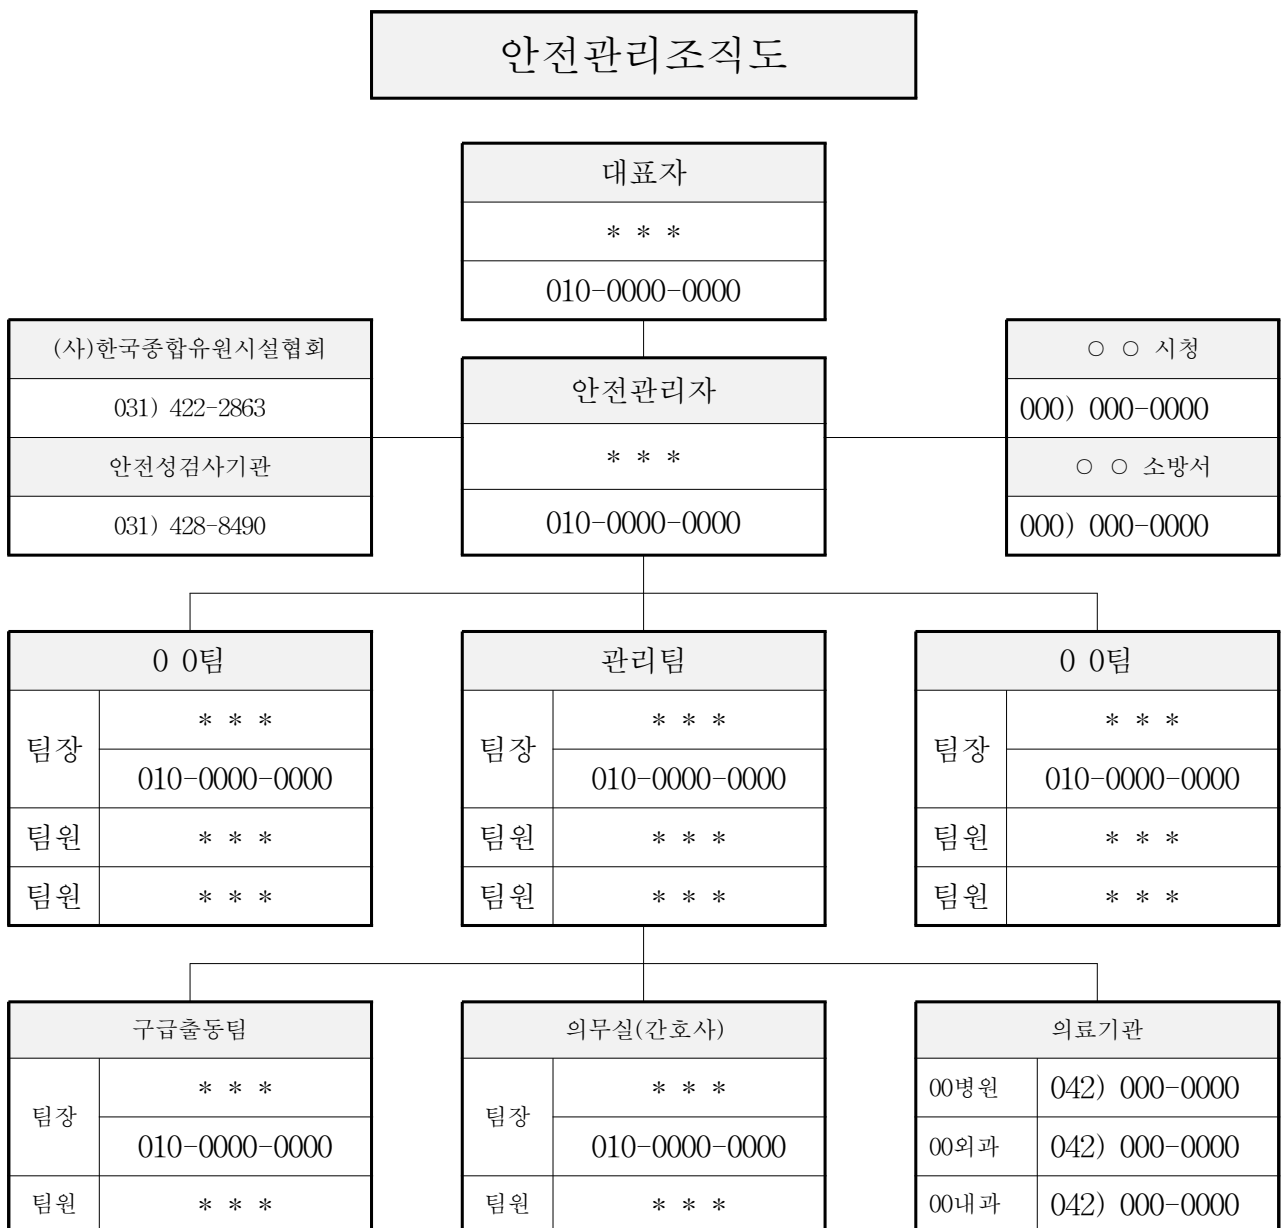 안전관리조직도
대표자
* * *
010-0000-0000
(사)한국종합유원시설협회
031) 422-2863
안전성검사기관
031) 428-8490
안전관리자
* * *
010-0000-0000
○ ○ 시청
000) 000-0000
○ ○ 소방서
000) 000-0000
0 0팀
팀장
* * *
010-0000-0000
팀원
* * *
팀원
* * *
관리팀
팀장
* * *
010-0000-0000
팀원
* * *
팀원
* * *
0 0팀
팀장
* * *
010-0000-0000
팀원
* * *
팀원
* * *
구급출동팀
팀장
* * *
010-0000-0000
팀원
* * *
의무실(간호사)
팀장
* * *
010-0000-0000
팀원
* * *
의료기관
00병원 042) 000-0000
00외과 042) 000-0000
00내과 042) 000-0000